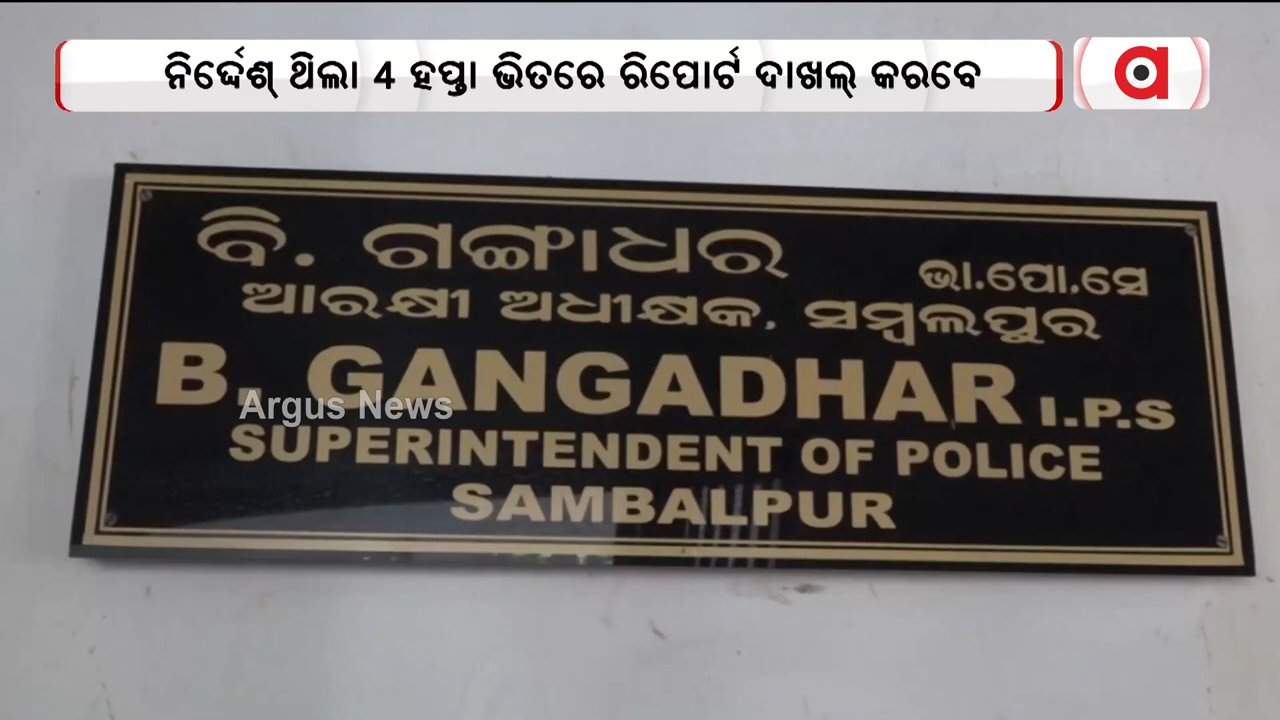 ନିର୍ଦ୍ଦେଶ୍ ଥିଲା 4 ହପ୍ତା ଭିତରେ ରିପୋର୍ଟ ଦାଖଲ୍ କରବେ
a
ବି. ଗଙ୍ଗାଧର ଭା.ପୋ.ସେ
ଆରକ୍ଷୀ ଅଧୀକ୍ଷକ, ସମ୍ବଲପୁର
B. GANGADHAR I.P.S
Argus News
SUPERINTENDENT OF POLICE
SAMBALPUR